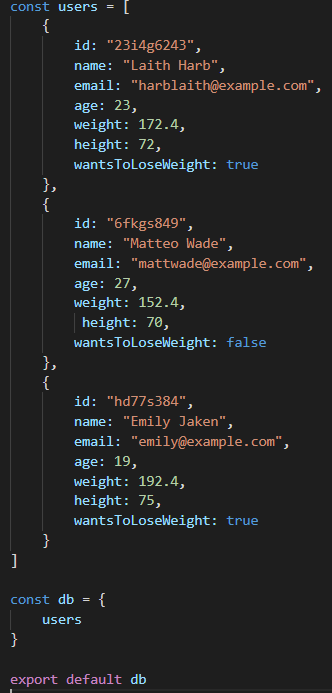 const users = [
    {
        id: "23i4g6243",
        name: "Laith Harb",
        email: "harblaith@example.com",
        age: 23,
        weight: 172.4,
        height: 72,
        wantsToLoseWeight: true
    },
    {
        id: "6fkgs849",
        name: "Matteo Wade",
        email: "mattwade@example.com",
        age: 27,
        weight: 152.4,
         height: 70,
        wantsToLoseWeight: false
    },
    {
        id: "hd77s384",
        name: "Emily Jaken",
        email: "emily@example.com",
        age: 19,
        weight: 192.4,
        height: 75,
        wantsToLoseWeight: true
    }
]

const db = {
    users
}

export default db